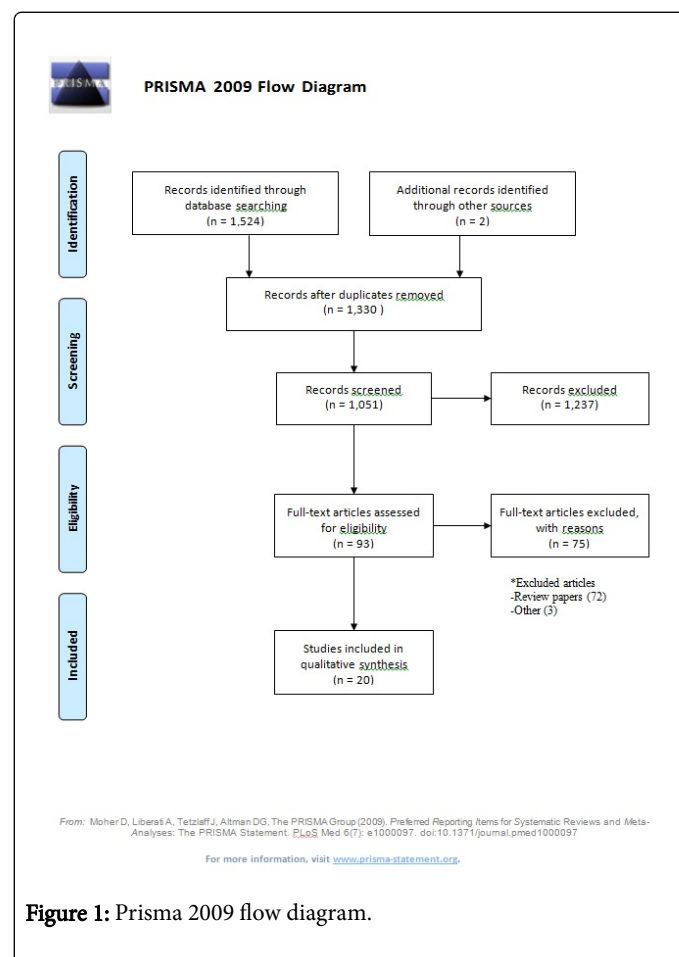 PRISMA
PRISMA 2009 Flow Diagram
Identification
Records identified through
database searching
(n = 1,524)
Additional records identified
through other sources
(n = 2)
Records after duplicates removed
(n = 1,330 )
Screening
Records screened
(n = 1,051)
Records excluded
(n = 1,237)
Eligibility
Full-text articles assessed
for eligibility
(n = 93)
Full-text articles excluded,
with reasons
(n = 75)
*Excluded articles
-Review papers (72)
-Other (3)
Included
Studies included in
qualitative synthesis
(n = 20)
From: Moher D, Liberati A, Tetzlaff J, Altman DG, The PRISMA Group (2009). Preferred Reporting Items for Systematic Reviews and Meta-
Analyses: The PRISMA Statement. PLoS Med 6(7): e1000097. doi:10.1371/journal.pmed1000097
For more information, visit www.prisma-statement.org.
Figure 1: Prisma 2009 flow diagram.